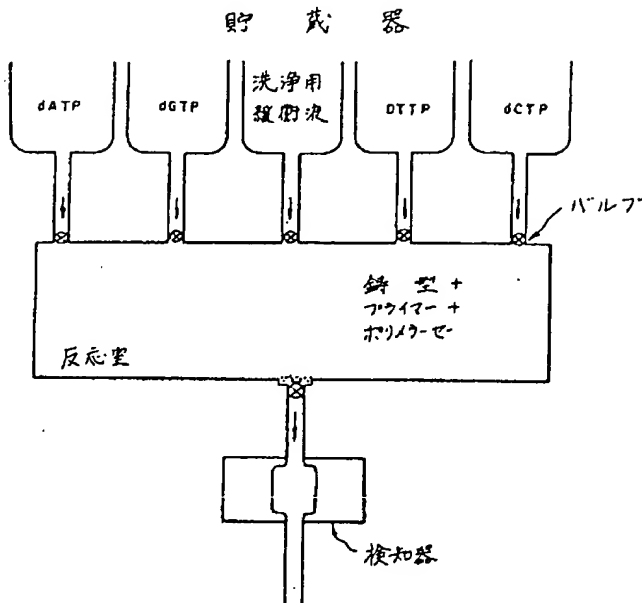 貯蔵器
dATP
dGTP
洗浄用
緩衝液
DTTP
dCTP
バルブ
鋳型+
プライマー+
ポリメラーゼ
反応室
検知器